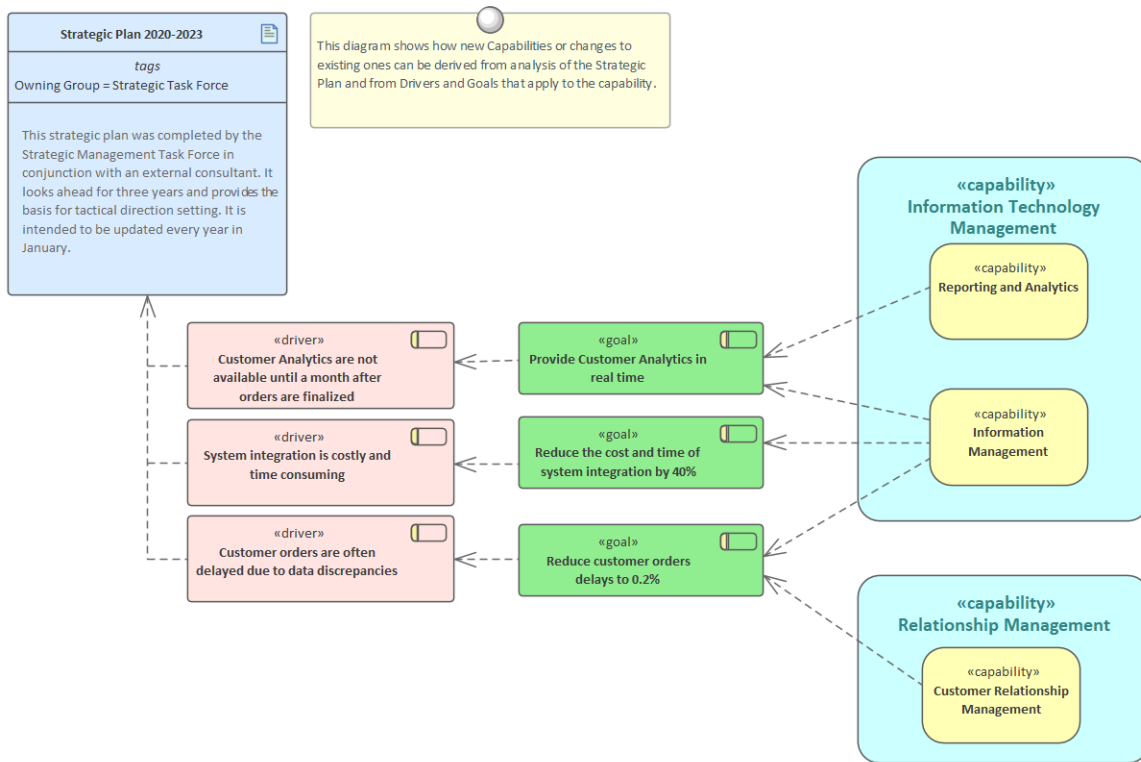 Strategic Plan 2020-2023
tags
Owning Group = Strategic Task Force
This strategic plan was completed by the
Strategic Management Task Force in
conjunction with an external consultant. It
looks ahead for three years and provides the
basis for tactical direction setting. It is
intended to be updated every year in
January.
This diagram shows how new Capabilities or changes to
existing ones can be derived from analysis of the Strategic
Plan and from Drivers and Goals that apply to the capability.
«driver»
Customer Analytics are not
available until a month after
orders are finalized
«driver»
System integration is costly and
time consuming
«driver»
Customer orders are often
delayed due to data discrepancies
«goal»
Provide Customer Analytics in
real time
«goal»
Reduce the cost and time of
system integration by 40%
«goal»
Reduce customer orders
delays to 0.2%
«capability»
Information Technology
Management
«capability»
Reporting and Analytics
«capability»
Information
Management
«capability»
Relationship Management
«capability»
Customer Relationship
Management